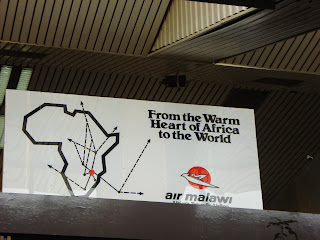 From the Warm
Heart of Africa
to the World
air malawi